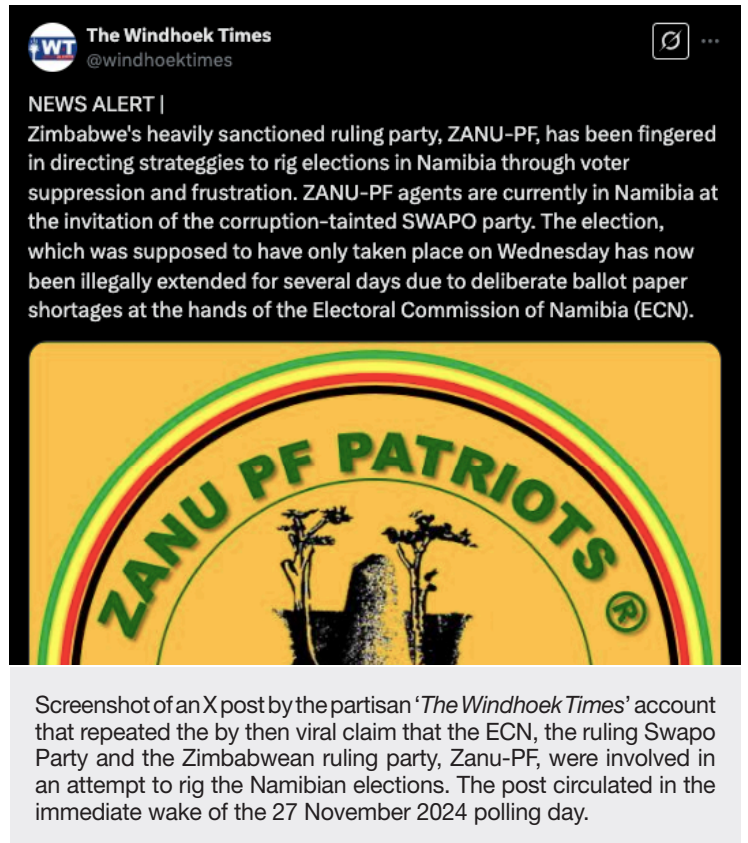 WT
The Windhoek Times
@windhoektimes
NEWS ALERT |
Zimbabwe's heavily sanctioned ruling party, ZANU-PF, has been fingered
in directing strateggies to rig elections in Namibia through voter
suppression and frustration. ZANU-PF agents are currently in Namibia at
the invitation of the corruption-tainted SWAPO party. The election,
which was supposed to have only taken place on Wednesday has now
been illegally extended for several days due to deliberate ballot paper
shortages at the hands of the Electoral Commission of Namibia (ECN).
ZANU PF PATRIOTS ®
Screenshot of an X post by the partisan ‘The Windhoek Times’ account
that repeated the by then viral claim that the ECN, the ruling Swapo
Party and the Zimbabwean ruling party, Zanu-PF, were involved in
an attempt to rig the Namibian elections. The post circulated in the
immediate wake of the 27 November 2024 polling day.